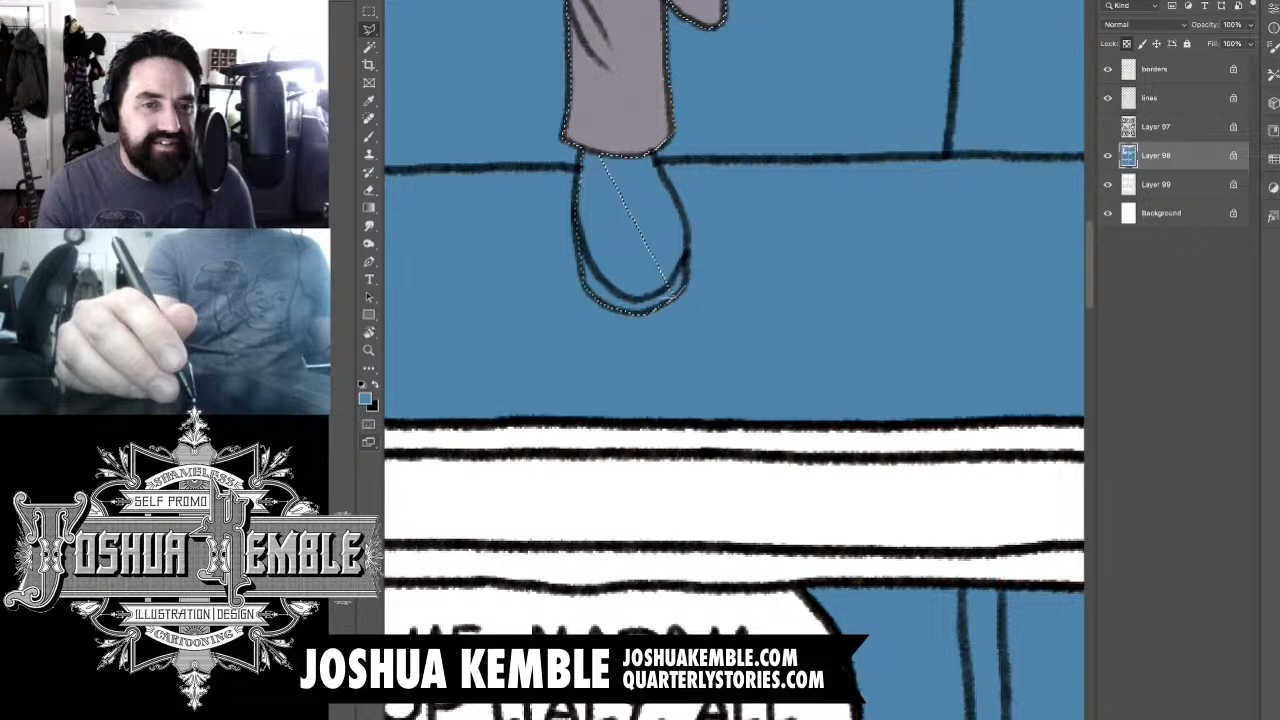 Kind
Normal
Opacity: 100%
Lock:
Fill: 100%
borders
lines
Layer 97
Layer 98
Layer 99
Background
SHAMELESS
SELF PROMO
JOSHUA KEMBLE
ILLUSTRATION|DESIGN
CARTOONING
JOSHUA KEMBLE
JOSHUAKEMBLE.COM
QUARTERLYSTORIES.COM